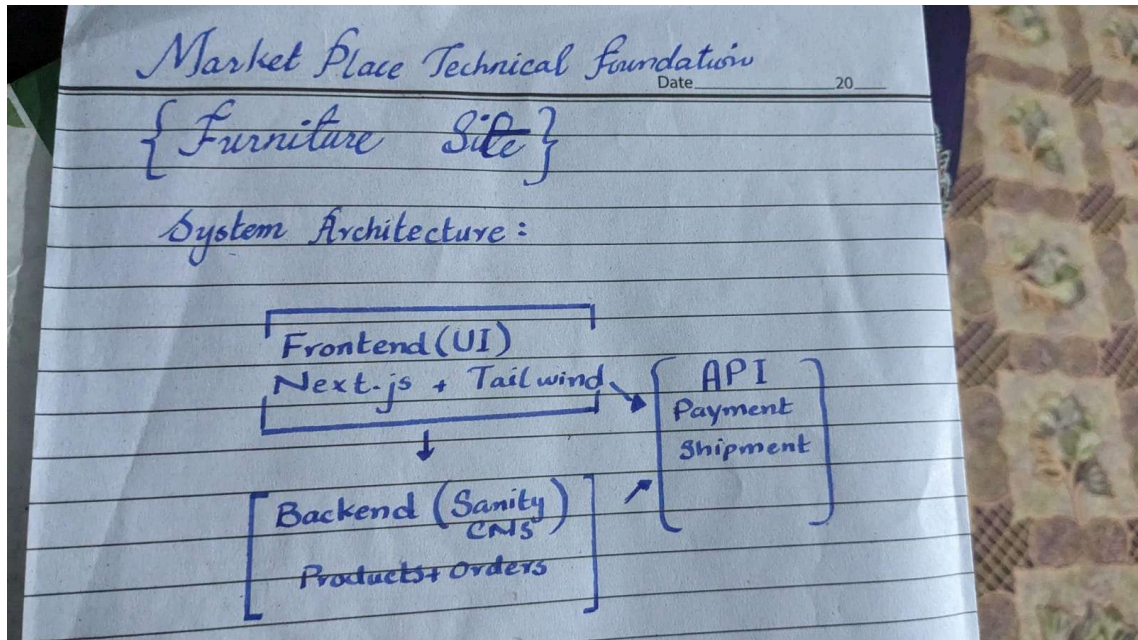 Market Place Technical foundation
Date 20
{ Furniture Site }
System Architecture :
Frontend (UI)
Next.js + Tailwind
API
Payment
Shipment
Backend (Sanity CMS)
Products + Orders